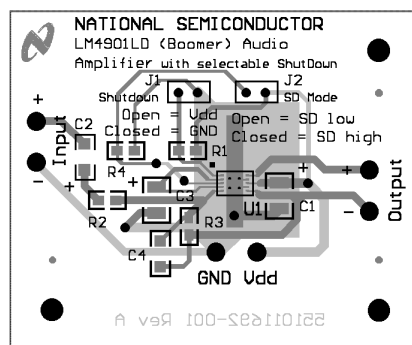 NATIONAL SEMICONDUCTOR
LM4901LD (Boomer) Audio
Amplifier with selectable ShutDown
J1
J2
Shutdown
SD Mode
Open = Vdd
Closed = GND
Open = SD low
Closed = SD high
+
C2
Input
−
R4
R1
+
R2
+
C3
U1
+
C1
+
−
Output
R3
C4
GND Vdd
551011692-001 Rev A